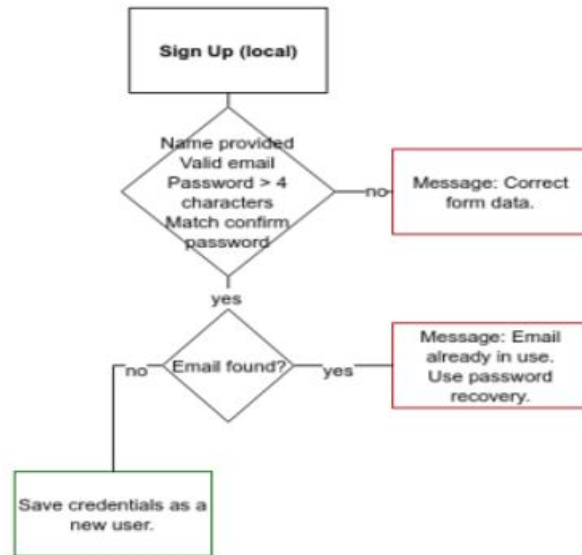 Sign Up (local)
Name provided
Valid email
Password > 4
characters
Match confirm
password
no
Message: Correct
form data.
yes
Email found?
no
yes
Message: Email
already in use.
Use password
recovery.
Save credentials as a
new user.